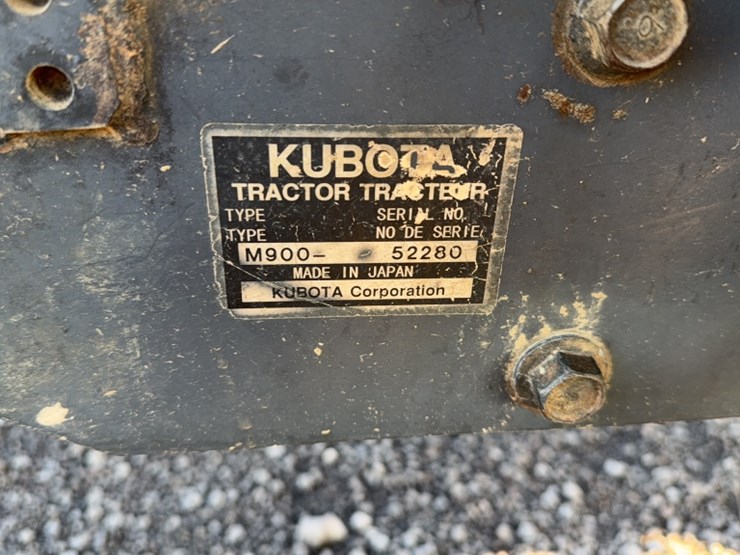 KUBOTA
TRACTOR TRACTEUR
TYPE SERIAL NO.
TYPE NO DE SERIE
M900- 52280
MADE IN JAPAN
KUBOTA Corporation